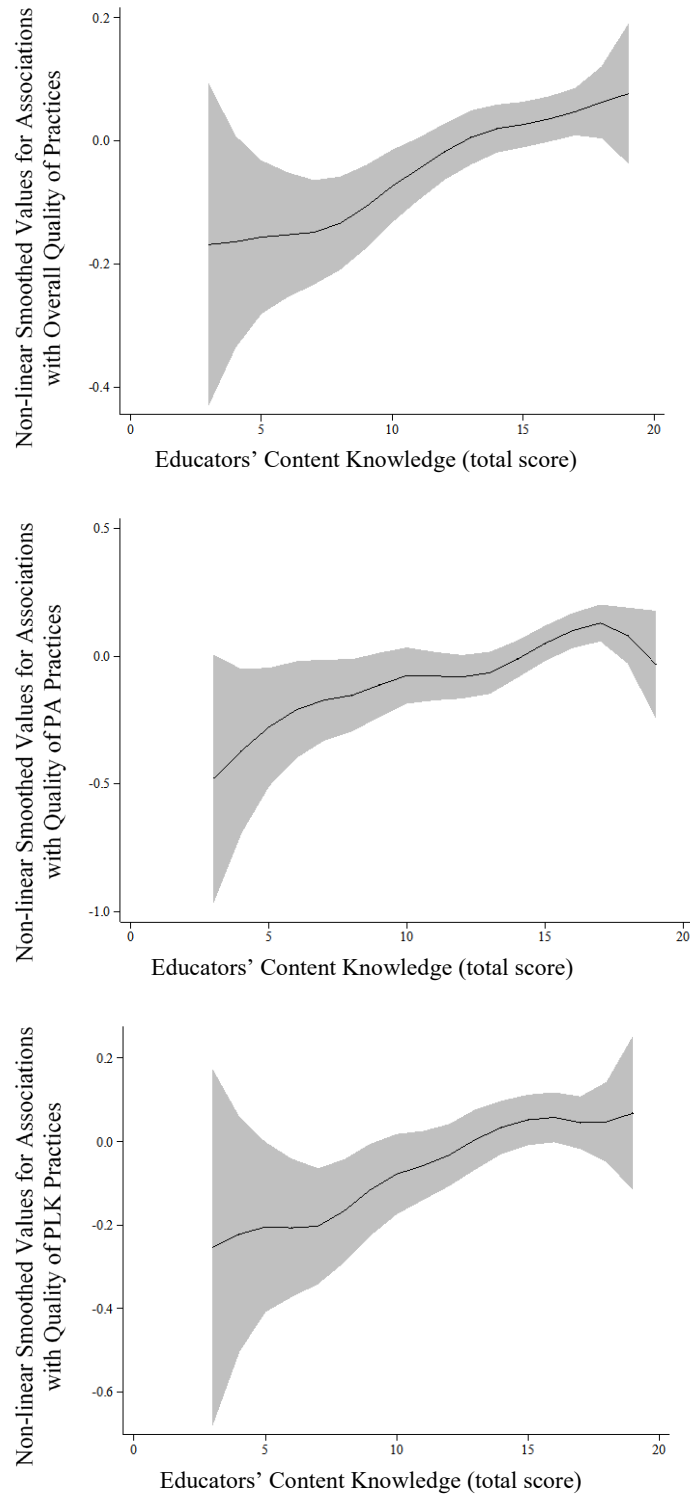 Non-linear Smoothed Values for Associations
with Overall Quality of Practices
0.2
0.0
-0.2
-0.4
0 5 10 15 20
Educators’ Content Knowledge (total score)
Non-linear Smoothed Values for Associations
with Quality of PA Practices
0.5
0.0
-0.5
-1.0
0 5 10 15 20
Educators’ Content Knowledge (total score)
Non-linear Smoothed Values for Associations
with Quality of PLK Practices
0.2
0.0
-0.2
-0.4
-0.6
0 5 10 15 20
Educators’ Content Knowledge (total score)